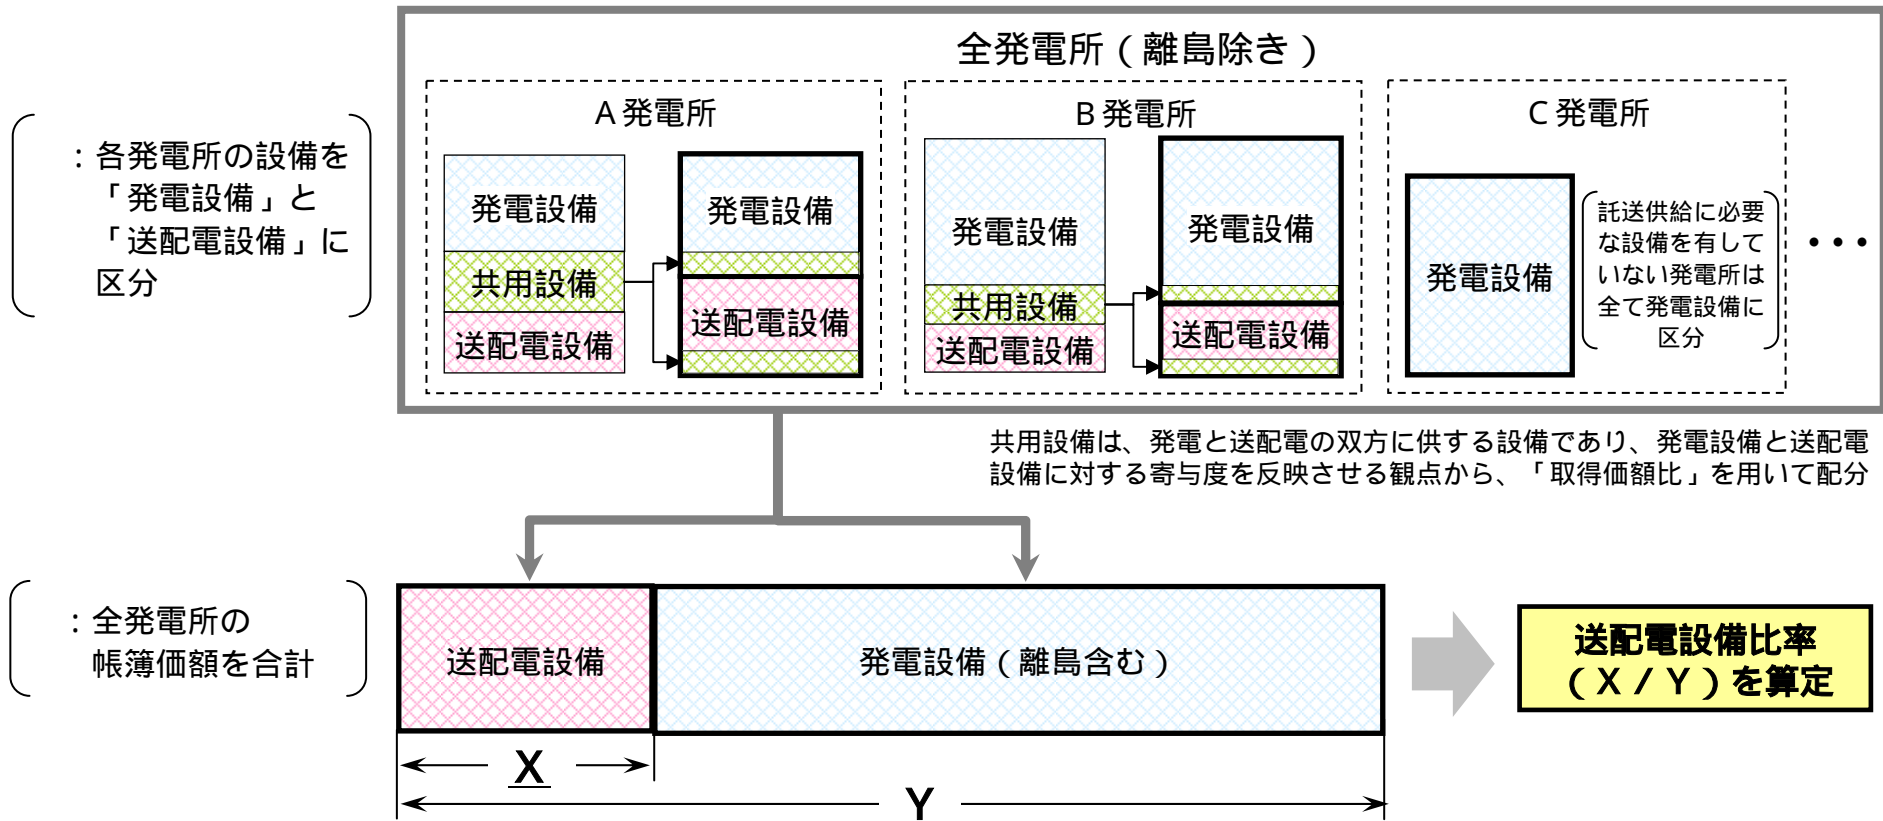 全発電所(離島除き)
:各発電所の設備を
「発電設備」と
「送配電設備」に
区分
A発電所
発電設備
共用設備
送配電設備
発電設備
送配電設備
B発電所
発電設備
共用設備
送配電設備
発電設備
送配電設備
C発電所
発電設備
託送供給に必要
な設備を有して
いない発電所は
全て発電設備に
区分
・・・
共用設備は、発電と送配電の双方に供する設備であり、発電設備と送配電
設備に対する寄与度を反映させる観点から、「取得価額比」を用いて配分
:全発電所の
帳簿価額を合計
送配電設備
発電設備(離島含む)
送配電設備比率
(X/Y)を算定
X
Y